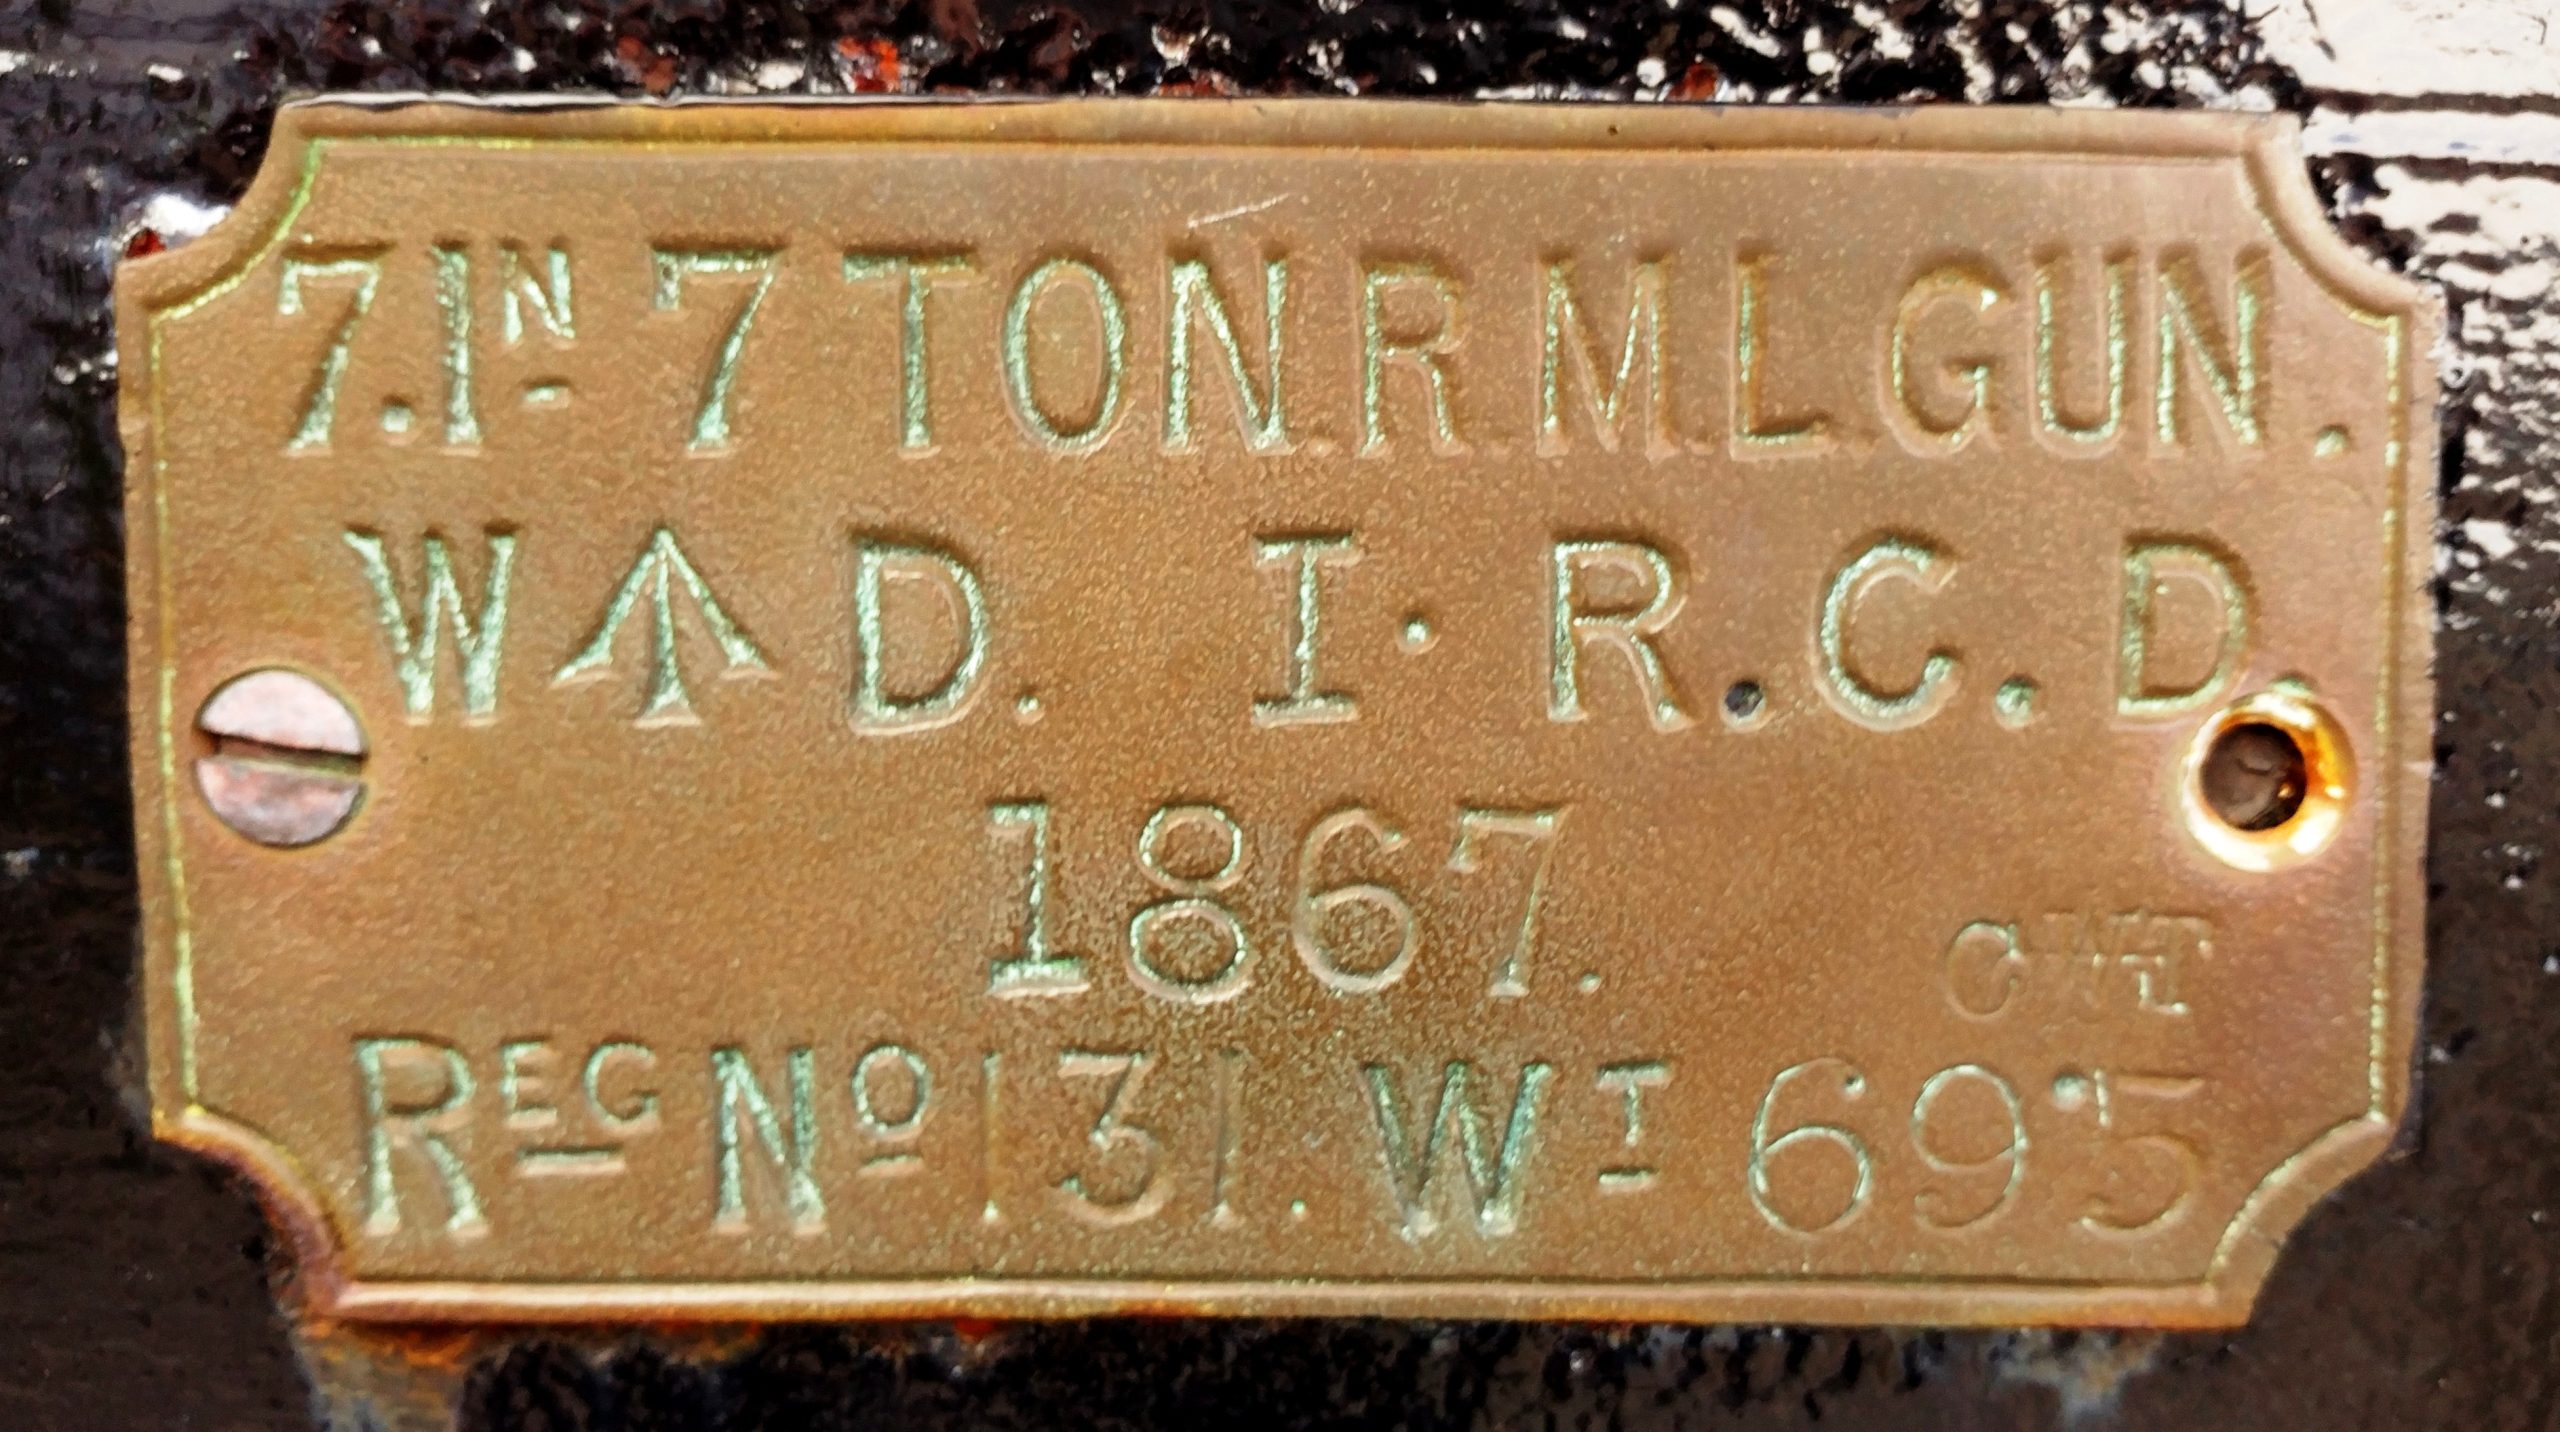 7.IN 7 TON.R.M.L.GUN.
W↑D. I·R.C.D.
1867.
CWT
REG NO 131. WT 69·5